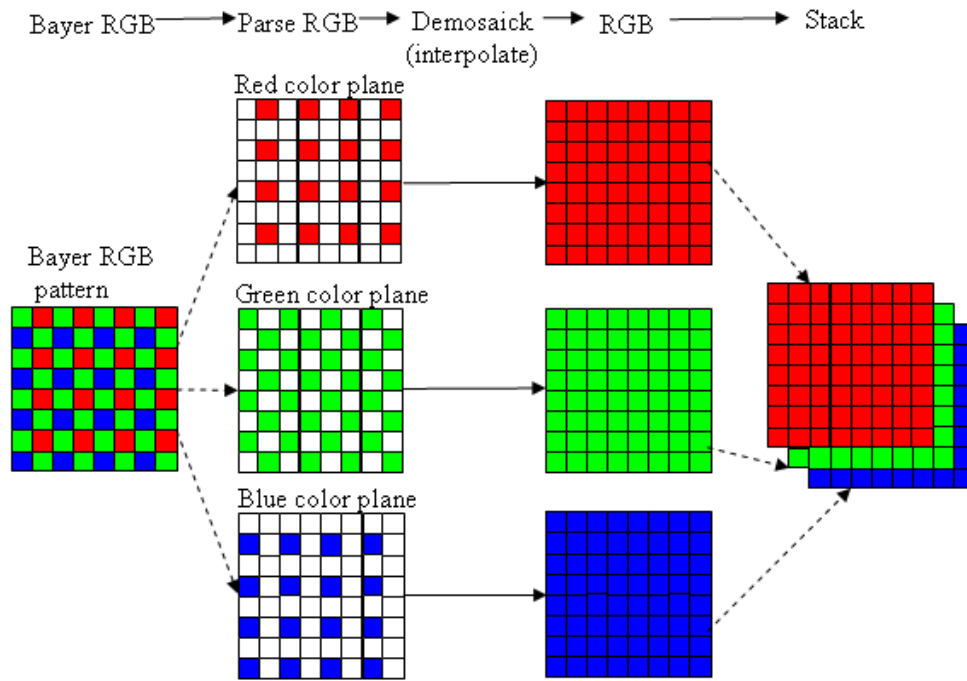 Bayer RGB Parse RGB Demosaick RGB Stack
(interpolate)
Red color plane
Bayer RGB
pattern
Green color plane
Blue color plane